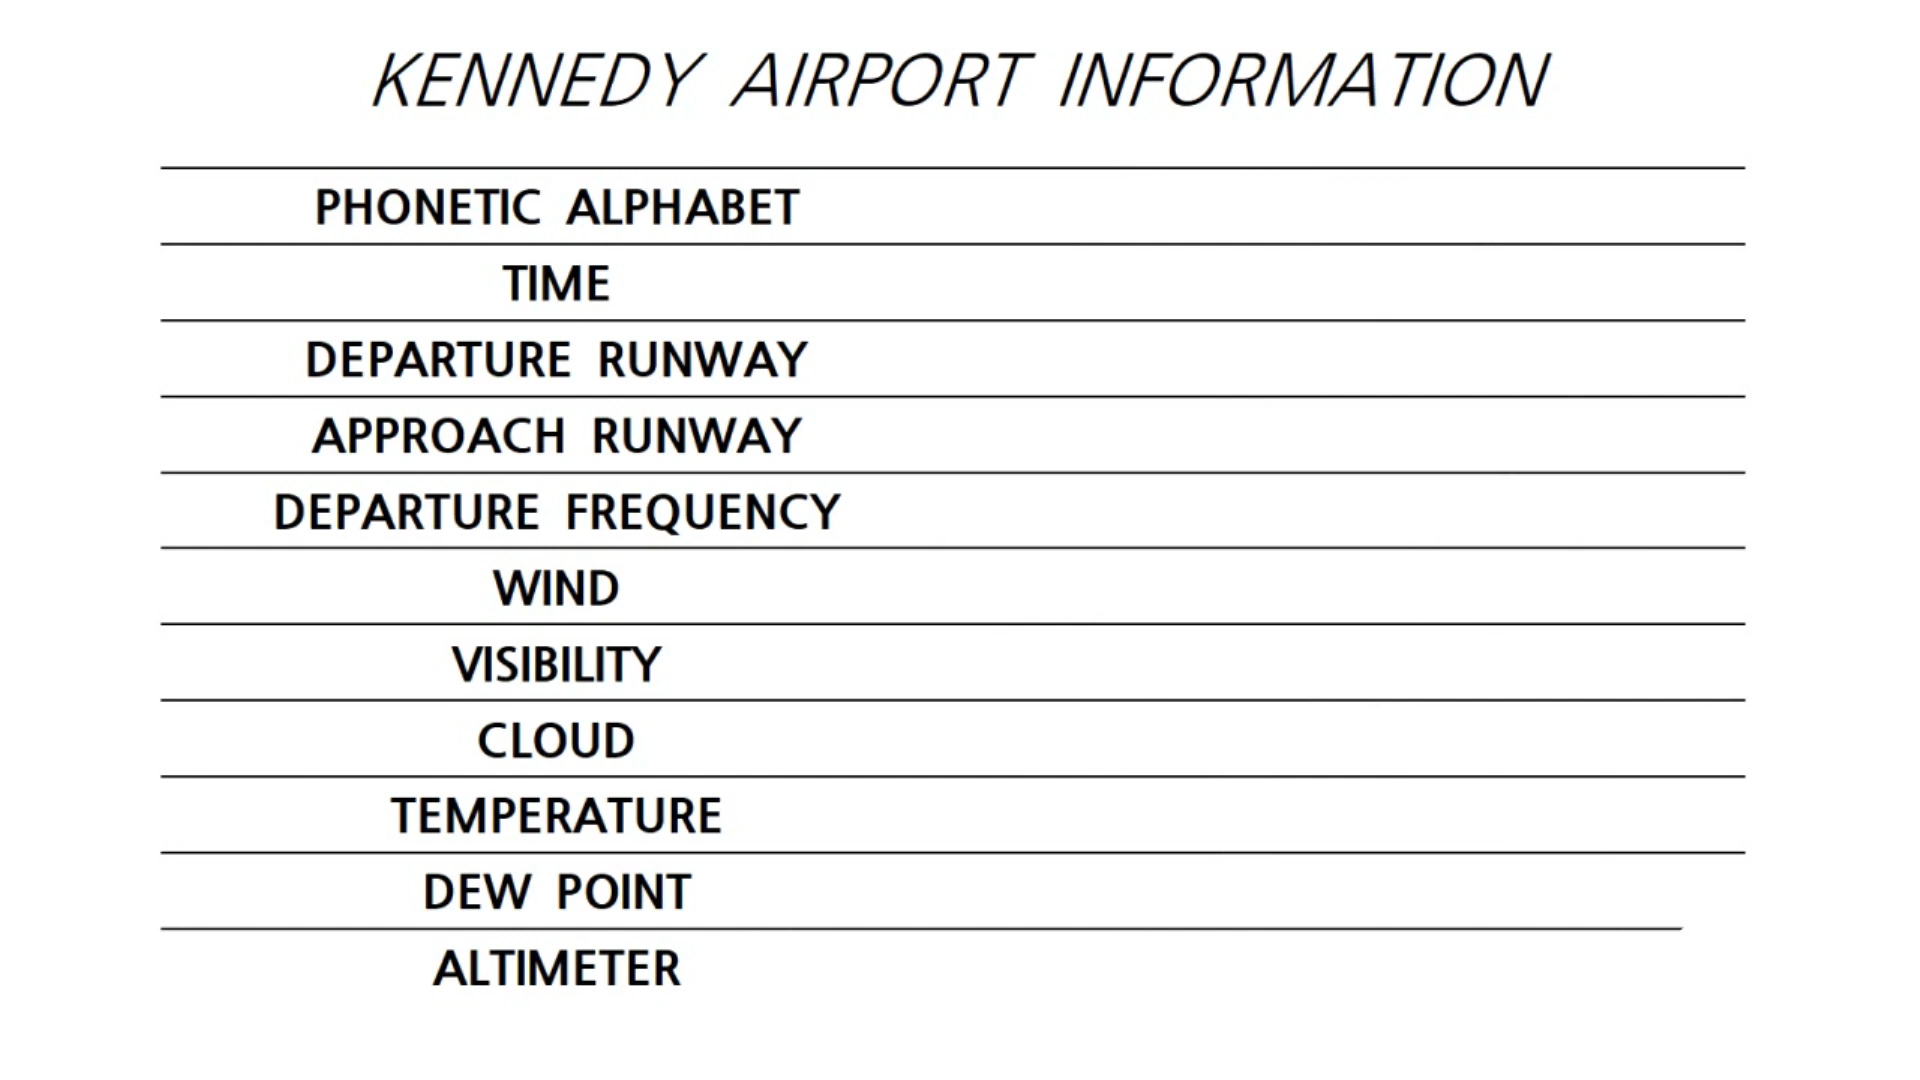 KENNEDY AIRPORT INFORMATION
PHONETIC ALPHABET
TIME
DEPARTURE RUNWAY
APPROACH RUNWAY
DEPARTURE FREQUENCY
WIND
VISIBILITY
CLOUD
TEMPERATURE
DEW POINT
ALTIMETER